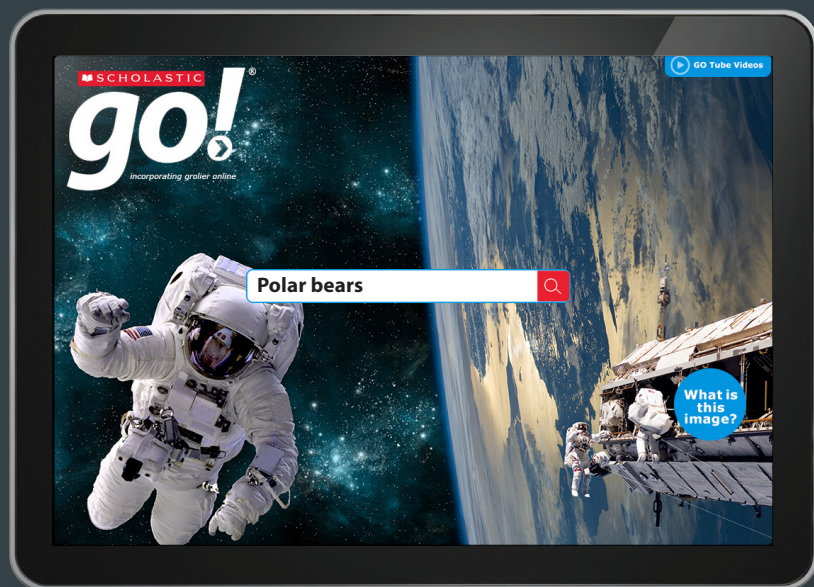 SCHOLASTIC
go!®
incorporating grolier online
GO Tube Videos
Polar bears
What is
this
image?